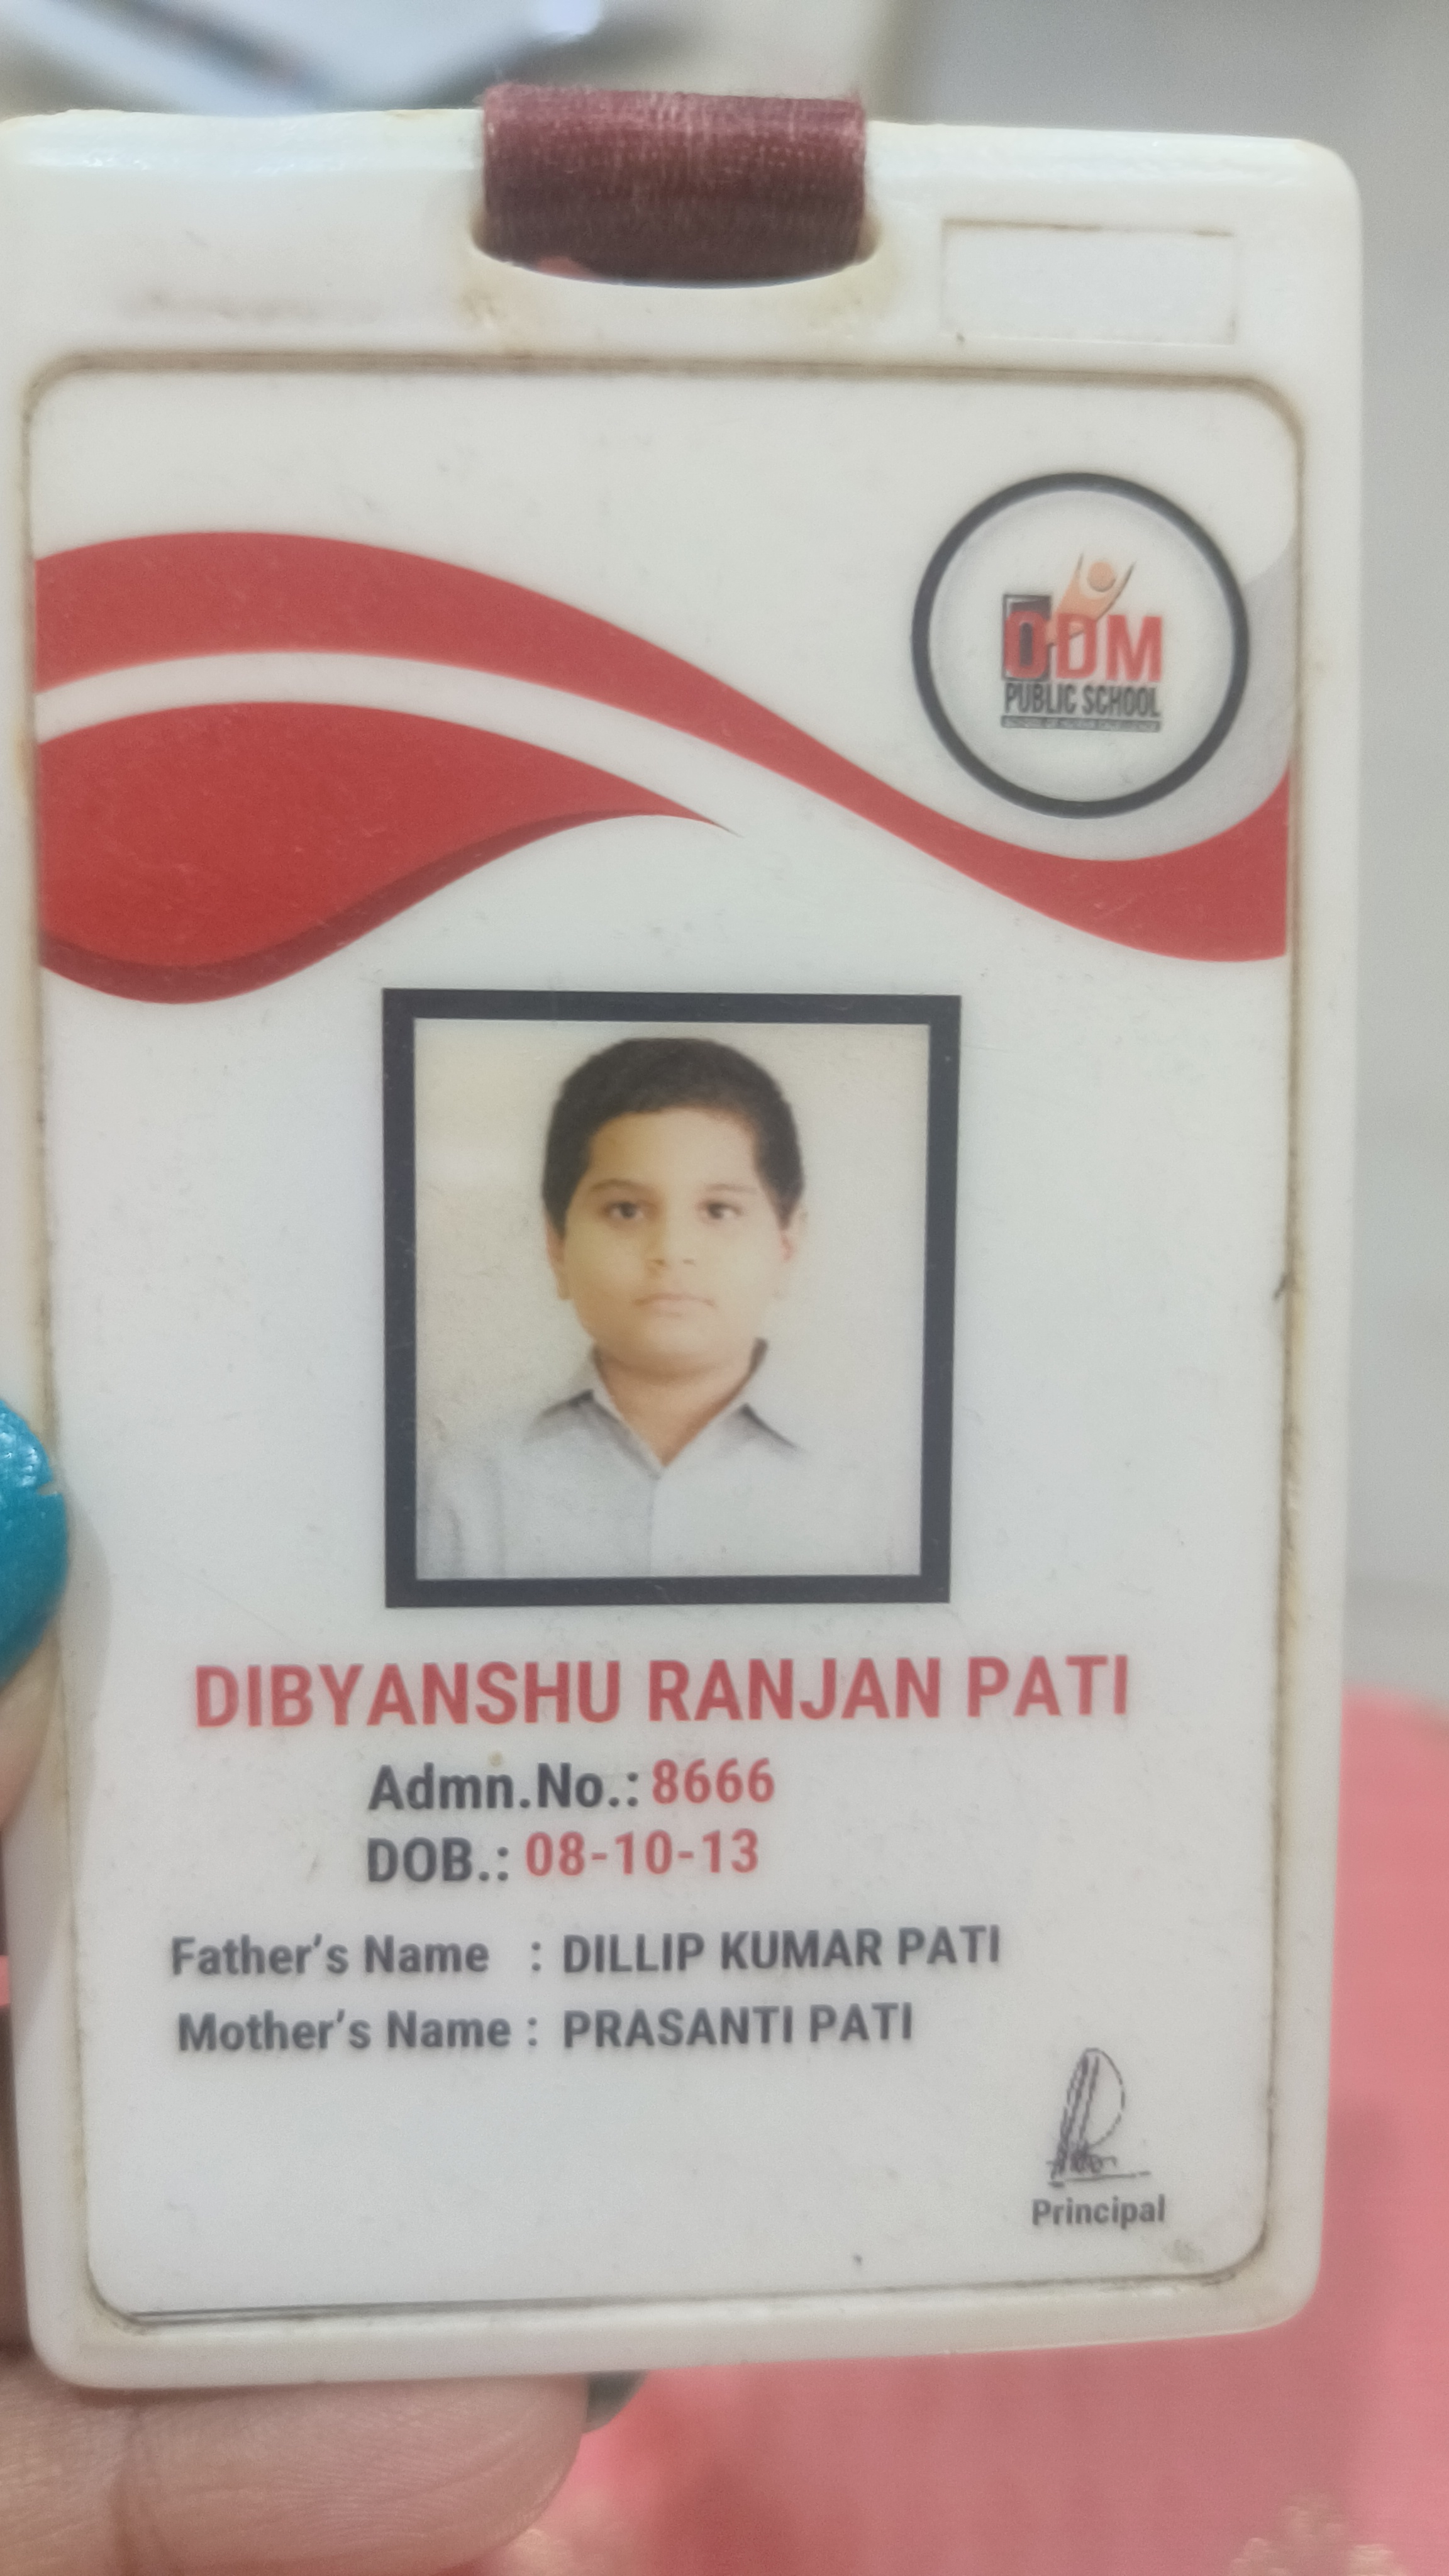 ODM
PUBLIC SCHOOL
DIBYANSHU RANJAN PATI
Admn.No.: 8666
DOB.: 08-10-13
Father's Name : DILLIP KUMAR PATI
Mother's Name : PRASANTI PATI
Principal